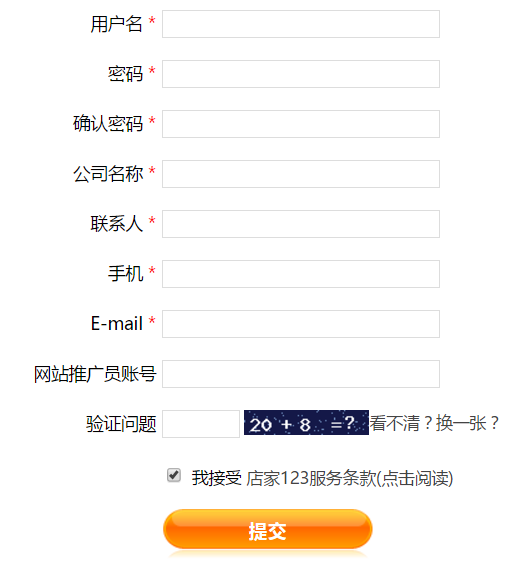 用户名 *
密码 *
确认密码 *
公司名称 *
联系人 *
手机 *
E-mail *
网站推广员账号
验证问题 20 + 8 =? 看不清？换一张？
我接受 店家123服务条款(点击阅读)
提交